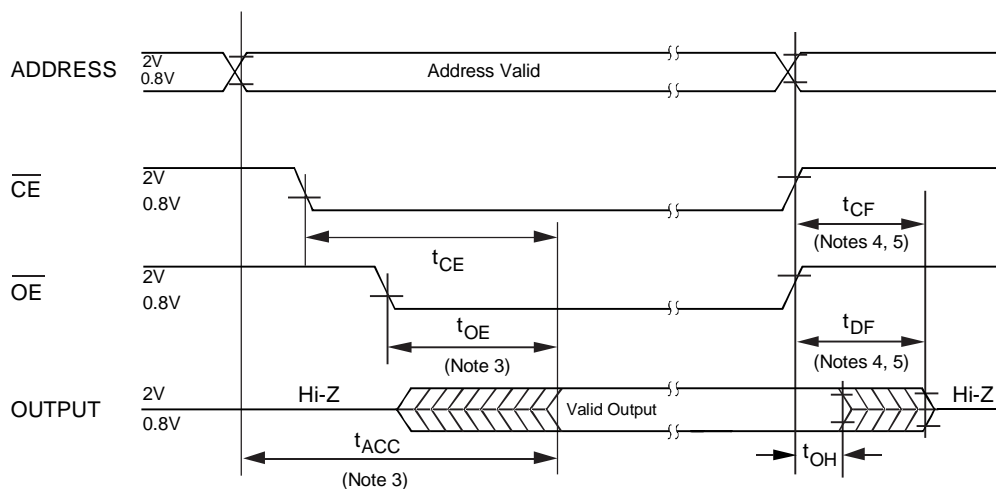 ADDRESS
2V
0.8V
Address Valid
CE
2V
0.8V
tCF
(Notes 4, 5)
tCE
OE
2V
0.8V
tOE
(Note 3)
tDF
(Notes 4, 5)
OUTPUT
2V
0.8V
Hi-Z
Valid Output
Hi-Z
tACC
(Note 3)
tOH